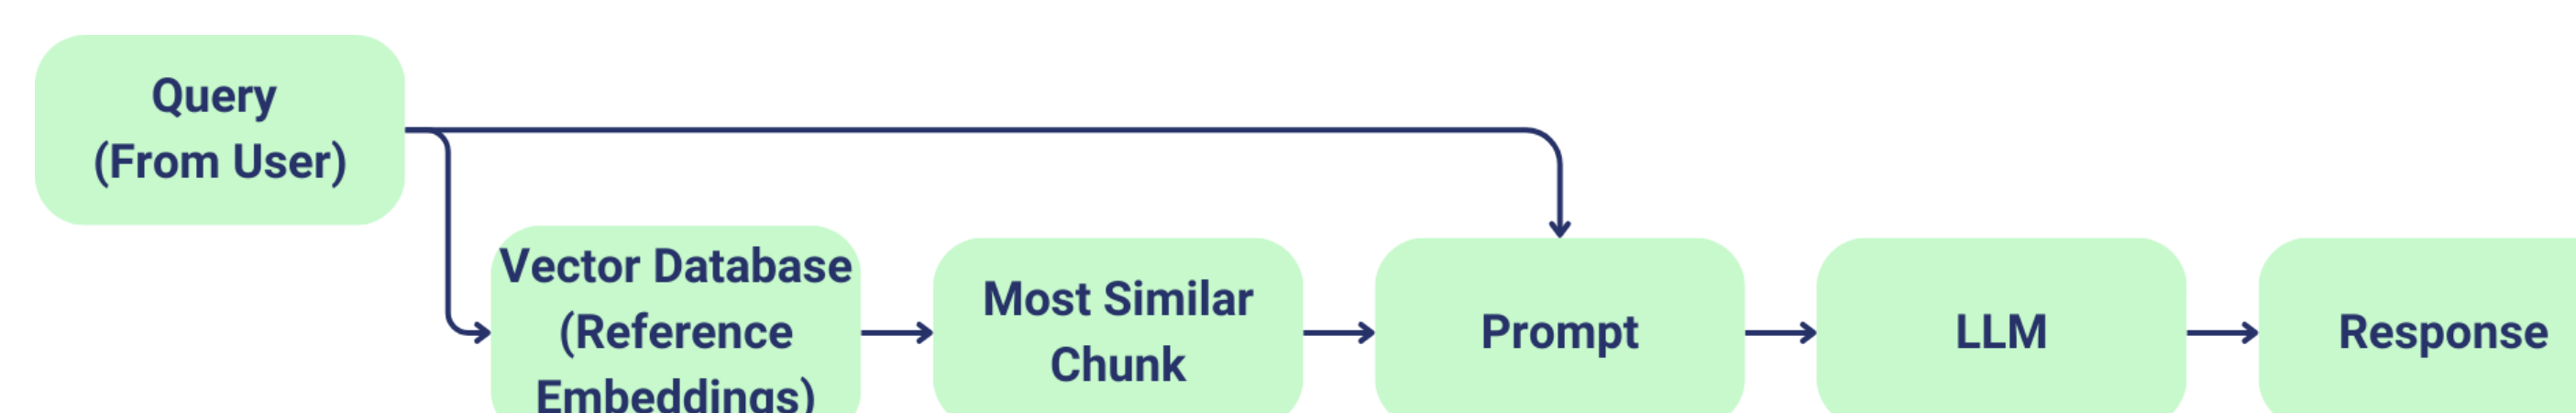 Query
(From User)
Vector Database
(Reference
Embeddings)
Most Similar
Chunk
Prompt
LLM
Response